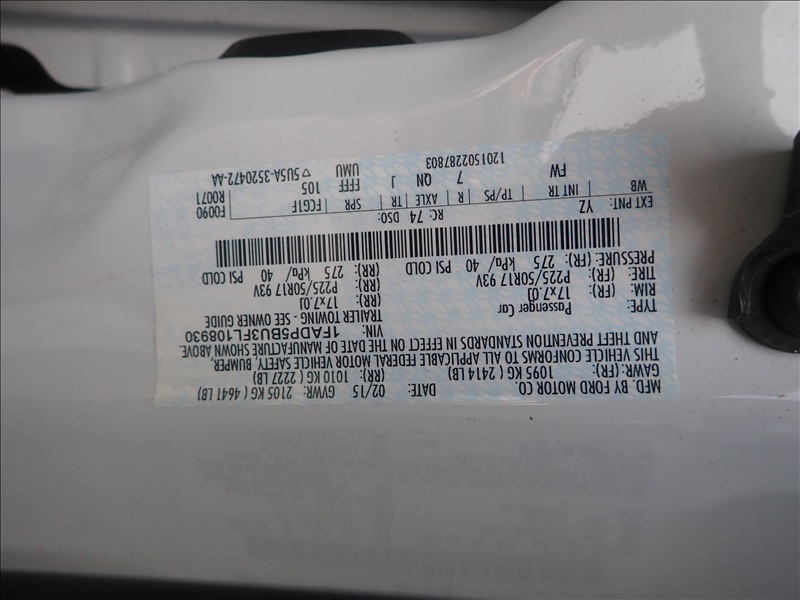 MFD. BY FORD MOTOR CO.
DATE: 02/15 GVWR: 2105 KG ( 4641 LB)
GAWR: (FR): 1095 KG ( 2414 LB) (RR): 1010 KG ( 2227 LB)
THIS VEHICLE CONFORMS TO ALL APPLICABLE FEDERAL MOTOR VEHICLE SAFETY, BUMPER,
AND THEFT PREVENTION STANDARDS IN EFFECT ON THE DATE OF MANUFACTURE SHOWN ABOVE.
VIN: 1FADP5BU3FL108930
TYPE: Passenger Car TRAILER TOWING - SEE OWNER GUIDE
RIM: (FR): 17x7.0J (RR): 17x7.0J
TIRE: (FR): P225/50R17 93V (RR): P225/50R17 93V
PRESSURE: (FR): 275 kPa/ 40 PSI COLD (RR): 275 kPa/ 40 PSI COLD
EXT PNT: YZ RC: 74 DSO: F0090
WB INT TR TP/PS R AXLE TR SPR FCG1F R0071
FW 7 QN J FFFF 105
UMU
1201502287803 5U5A-3520472-AA